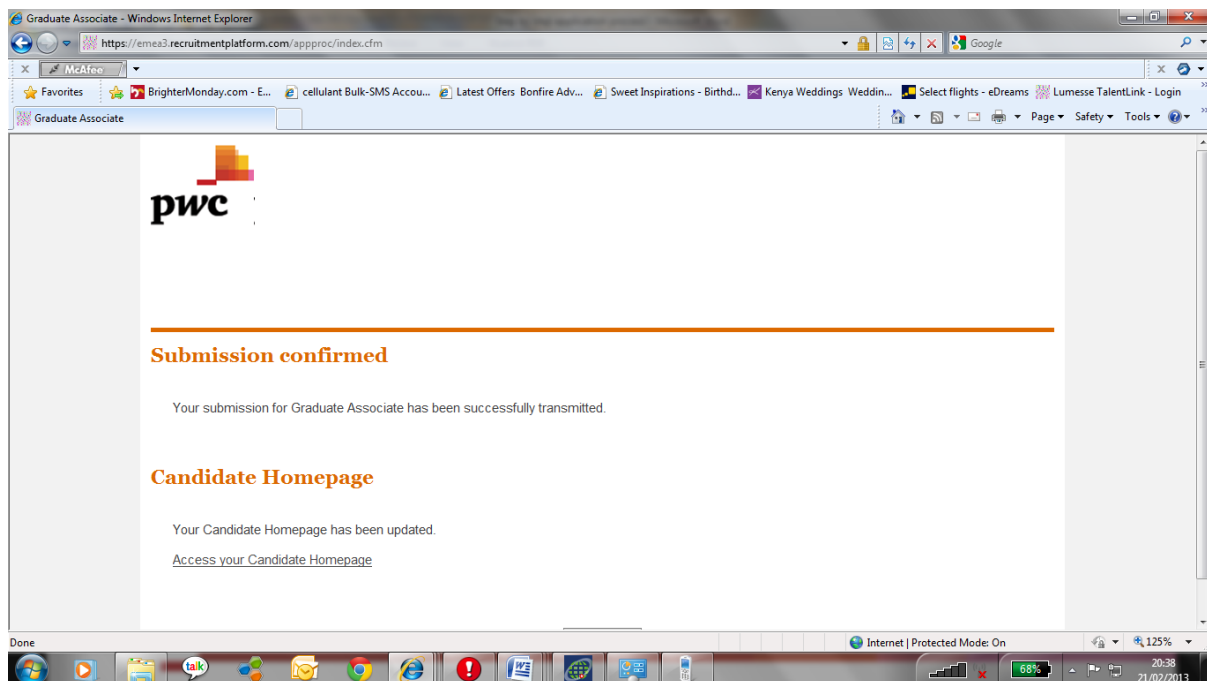 Graduate Associate - Windows Internet Explorer
https://emea3.recruitmentplatform.com/appproc/index.cfm
Google
X McAfee
x
Favorites BrighterMonday.com - E... cellulant Bulk-SMS Accou... Latest Offers Bonfire Adv... Sweet Inspirations - Birthd... Kenya Weddings Weddin... Select flights - eDreams Lumesse TalentLink - Login
Graduate Associate
Page Safety Tools
pwc
Submission confirmed
Your submission for Graduate Associate has been successfully transmitted.
Candidate Homepage
Your Candidate Homepage has been updated.
Access your Candidate Homepage
Done
Internet | Protected Mode: On
125%
talk
68%
20:38
21/02/2013